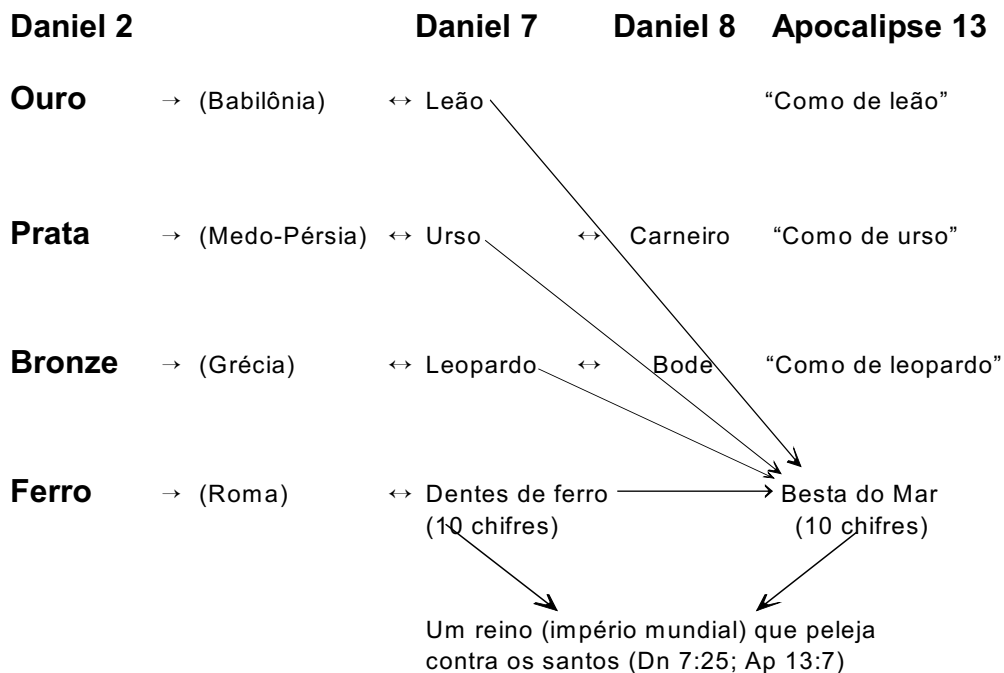 Daniel 2 Daniel 7 Daniel 8 Apocalipse 13
Ouro → (Babilônia) ↔ Leão “Como de leão”
Prata → (Medo-Pérsia) ↔ Urso ↔ Carneiro “Como de urso”
Bronze → (Grécia) ↔ Leopardo ↔ Bode “Como de leopardo”
Ferro → (Roma) ↔ Dentes de ferro Besta do Mar
(10 chifres) (10 chifres)
Um reino (império mundial) que peleja
contra os santos (Dn 7:25; Ap 13:7)